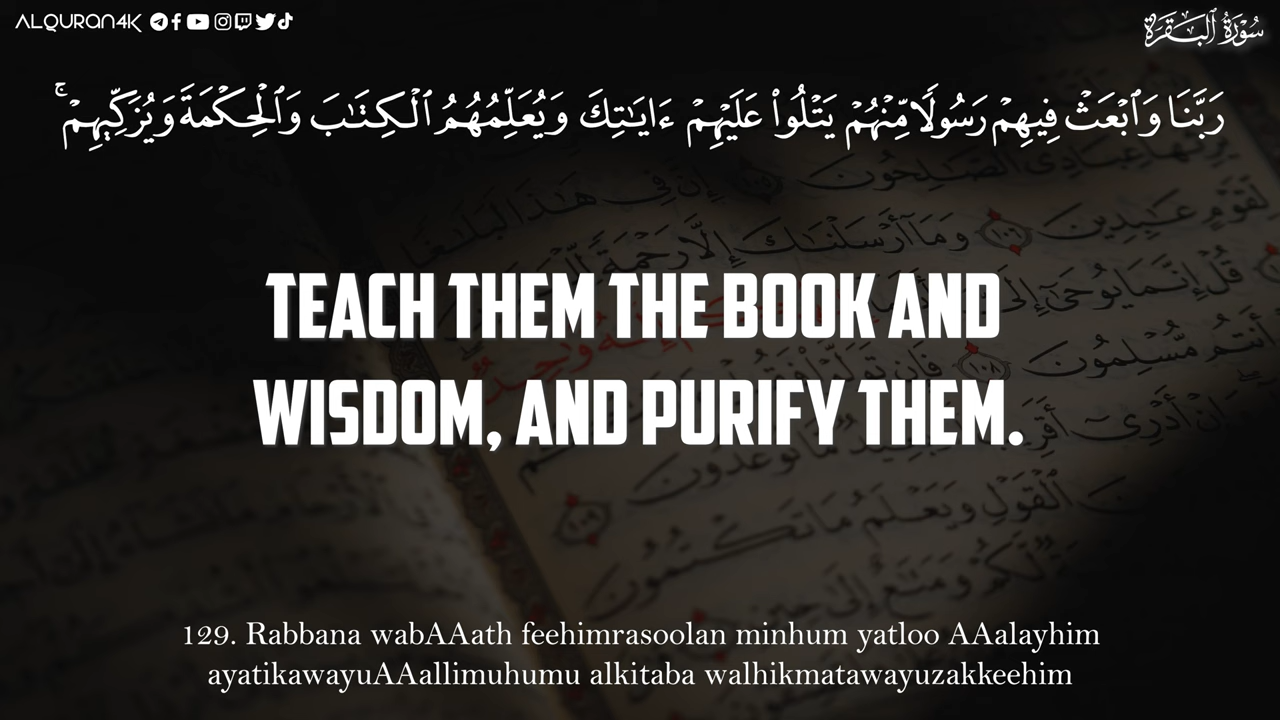 ALQURAN4K
سُورَةُ ٱلْبَقَرَةِ
رَبَّنَا وَٱبْعَثْ فِيهِمْ رَسُولًا مِّنْهُمْ يَتْلُوا۟ عَلَيْهِمْ ءَايَـٰتِكَ وَيُعَلِّمُهُمُ ٱلْكِتَـٰبَ وَٱلْحِكْمَةَ وَيُزَكِّيهِمْ ۚ
TEACH THEM THE BOOK AND
WISDOM, AND PURIFY THEM.
129. Rabbana wabAAath feehimrasoolan minhum yatloo AAalayhim
ayatikawayuAAallimuhumu alkitaba walhikmatawayuzakkeehim